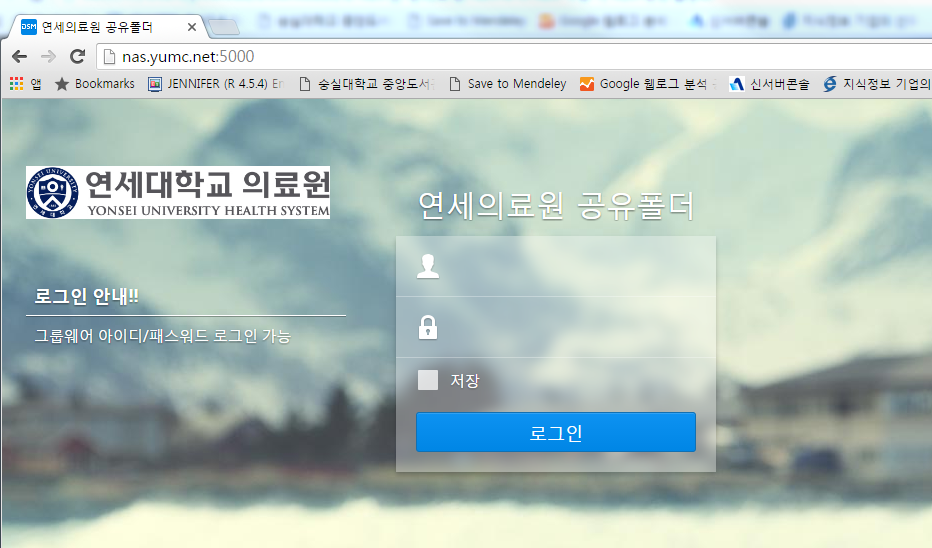 DSM 연세의료원 공유폴더
nas.yumc.net:5000
앱 Bookmarks JENNIFER (R 4.5.4) En 숭실대학교 중앙도서 Save to Mendeley Google 웹로그 분석 신서버콘솔 지식정보 기업의
연세대학교 의료원
YONSEI UNIVERSITY HEALTH SYSTEM
연세의료원 공유폴더
로그인 안내!!
그룹웨어 아이디/패스워드 로그인 가능
저장
로그인